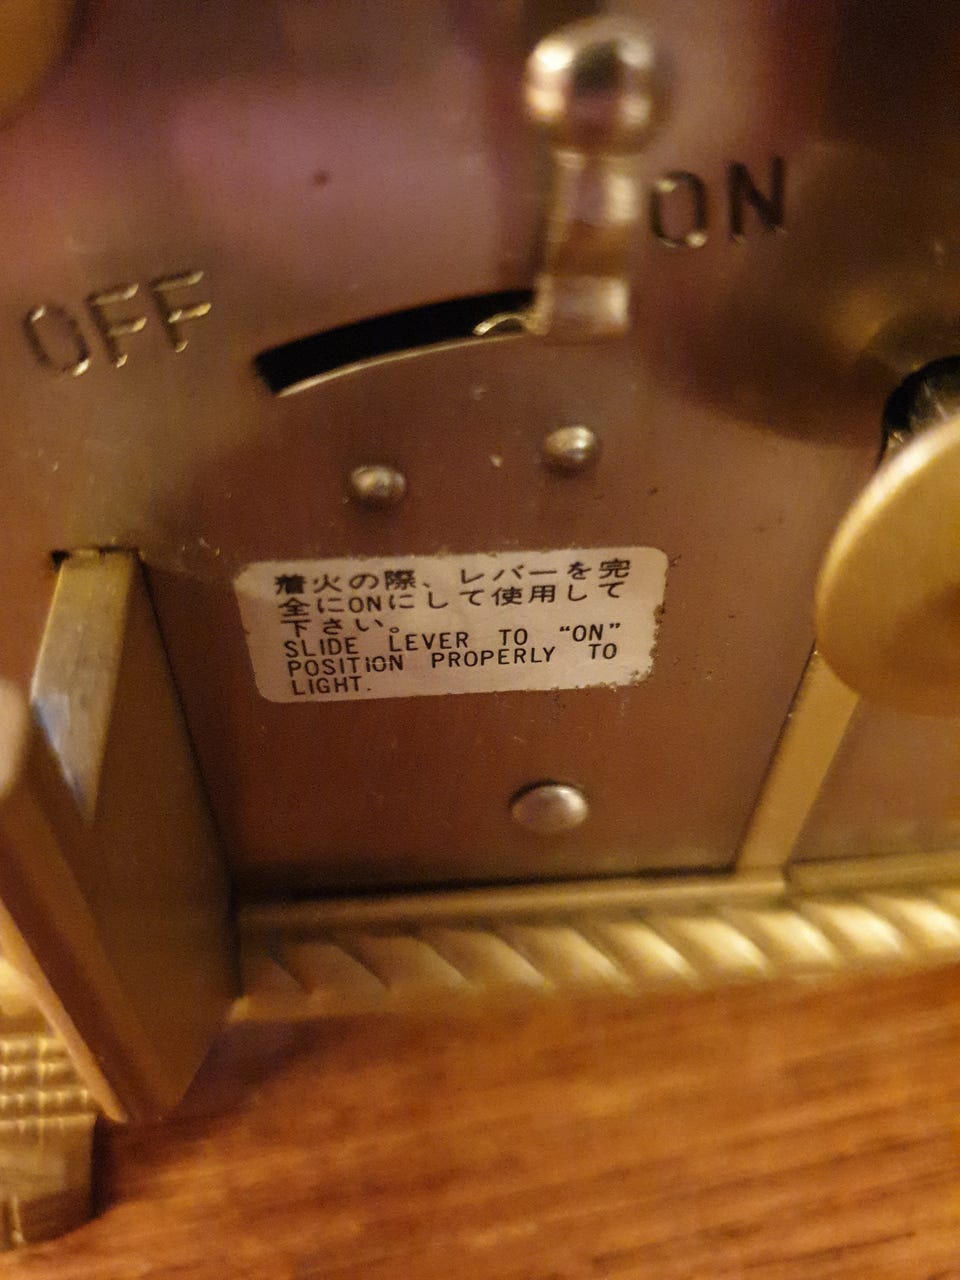 ON
OFF
着火の際、レバーを完
全にONにして使用して
下さい。
SLIDE LEVER TO “ON”
POSITION PROPERLY TO
LIGHT.